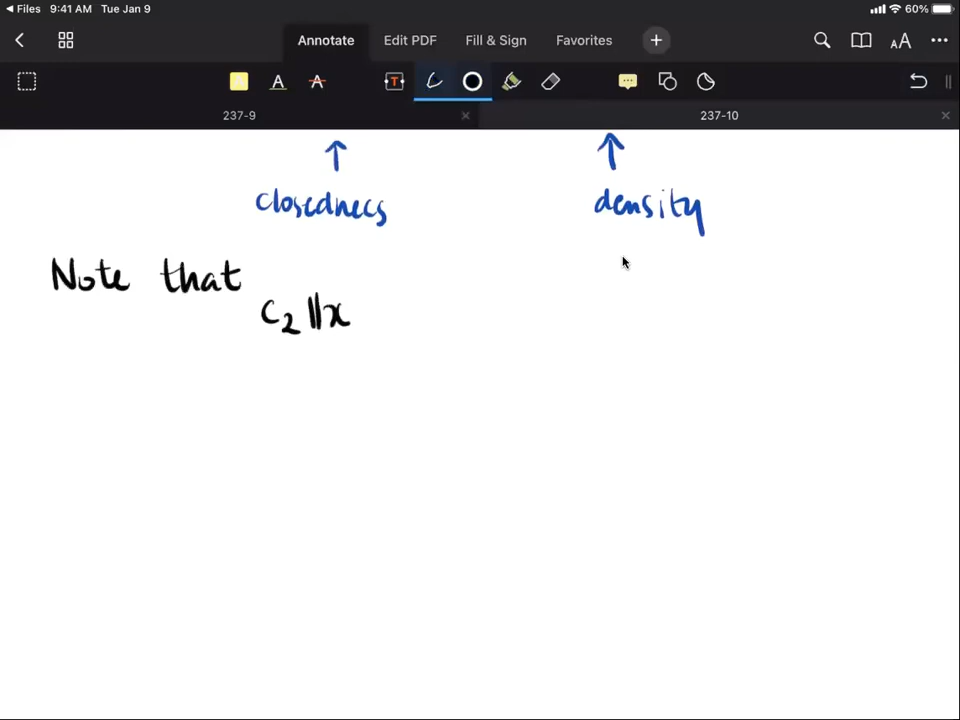 Files 9:41 AM Tue Jan 9 60%
Annotate Edit PDF Fill & Sign Favorites
A A T
237-9 237-10
↑ ↑
closedness density
Note that
c₂‖x